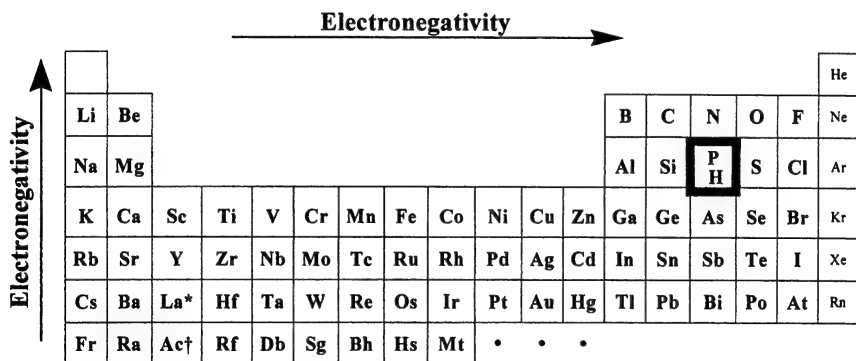 Electronegativity
Electronegativity
He
Li Be B C N O F Ne
Na Mg Al Si P H S Cl Ar
K Ca Sc Ti V Cr Mn Fe Co Ni Cu Zn Ga Ge As Se Br Kr
Rb Sr Y Zr Nb Mo Tc Ru Rh Pd Ag Cd In Sn Sb Te I Xe
Cs Ba La* Hf Ta W Re Os Ir Pt Au Hg Tl Pb Bi Po At Rn
Fr Ra Ac† Rf Db Sg Bh Hs Mt • • •